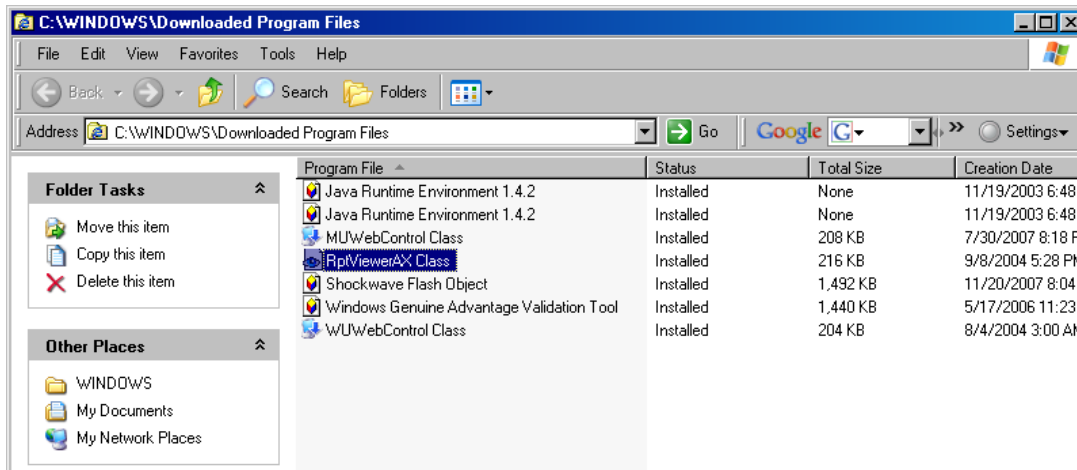 C:\WINDOWS\Downloaded Program Files
File Edit View Favorites Tools Help
Back Search Folders
Address C:\WINDOWS\Downloaded Program Files Go Google G Settings
Folder Tasks
Move this item
Copy this item
Delete this item
Other Places
WINDOWS
My Documents
My Network Places
Program File Status Total Size Creation Date
Java Runtime Environment 1.4.2 Installed None 11/19/2003 6:48
Java Runtime Environment 1.4.2 Installed None 11/19/2003 6:48
MUWebControl Class Installed 208 KB 7/30/2007 8:18 P
RptViewerAX Class Installed 216 KB 9/8/2004 5:28 PM
Shockwave Flash Object Installed 1,492 KB 11/20/2007 8:04
Windows Genuine Advantage Validation Tool Installed 1,440 KB 5/17/2006 11:23
WUWebControl Class Installed 204 KB 8/4/2004 3:00 AM